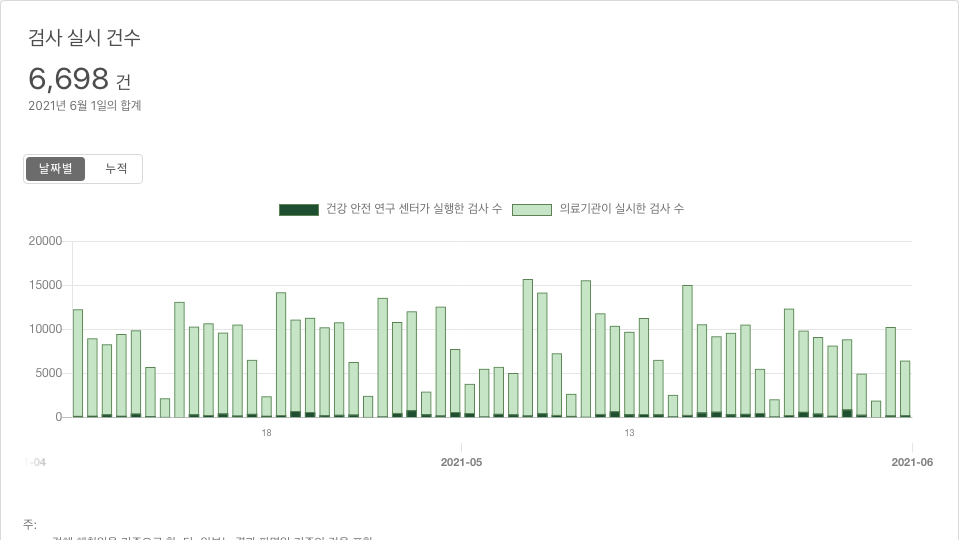 검사 실시 건수
6,698 건
2021년 6월 1일의 합계
날짜별 누적
건강 안전 연구 센터가 실행한 검사 수 의료기관이 실시한 검사 수
20000
15000
10000
5000
0
18 13
-04 2021-05 2021-06
주: